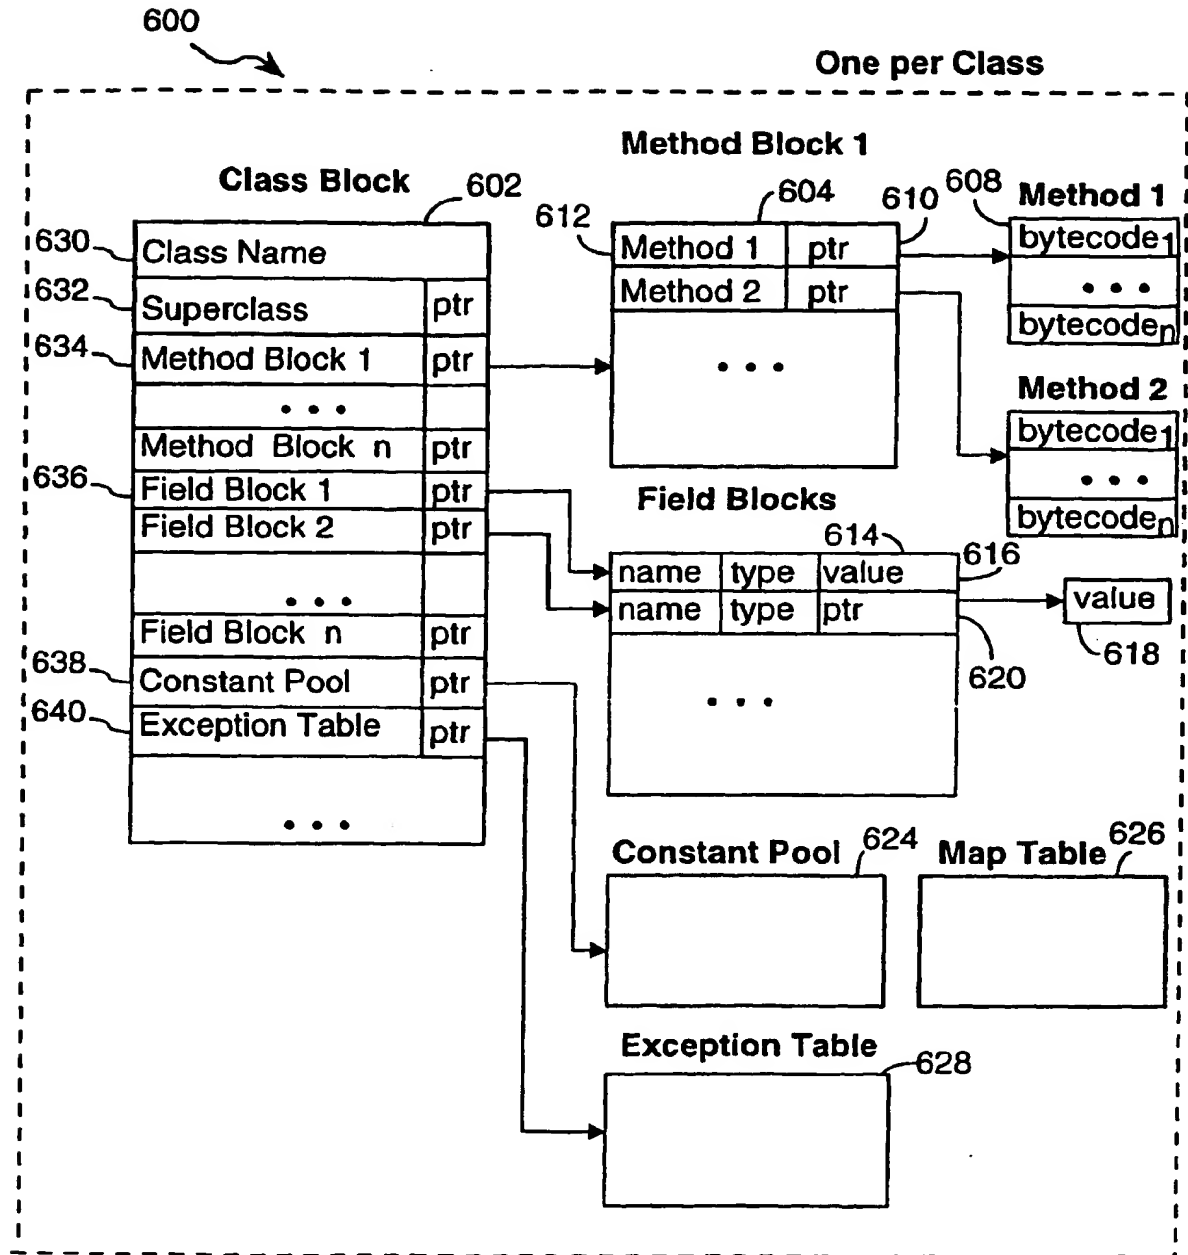 600
One per Class
Class Block
602
630
Class Name
632
Superclass ptr
634
Method Block 1 ptr
• • •
Method Block n ptr
636
Field Block 1 ptr
Field Block 2 ptr
• • •
Field Block n ptr
638
Constant Pool ptr
640
Exception Table ptr
• • •
Method Block 1
604
610
612
Method 1 ptr
Method 2 ptr
• • •
608
Method 1
bytecode1
• • •
bytecoden
Method 2
bytecode1
• • •
bytecoden
Field Blocks
614
616
name type value
name type ptr
620
• • •
value
618
Constant Pool
624
Map Table
626
Exception Table
628